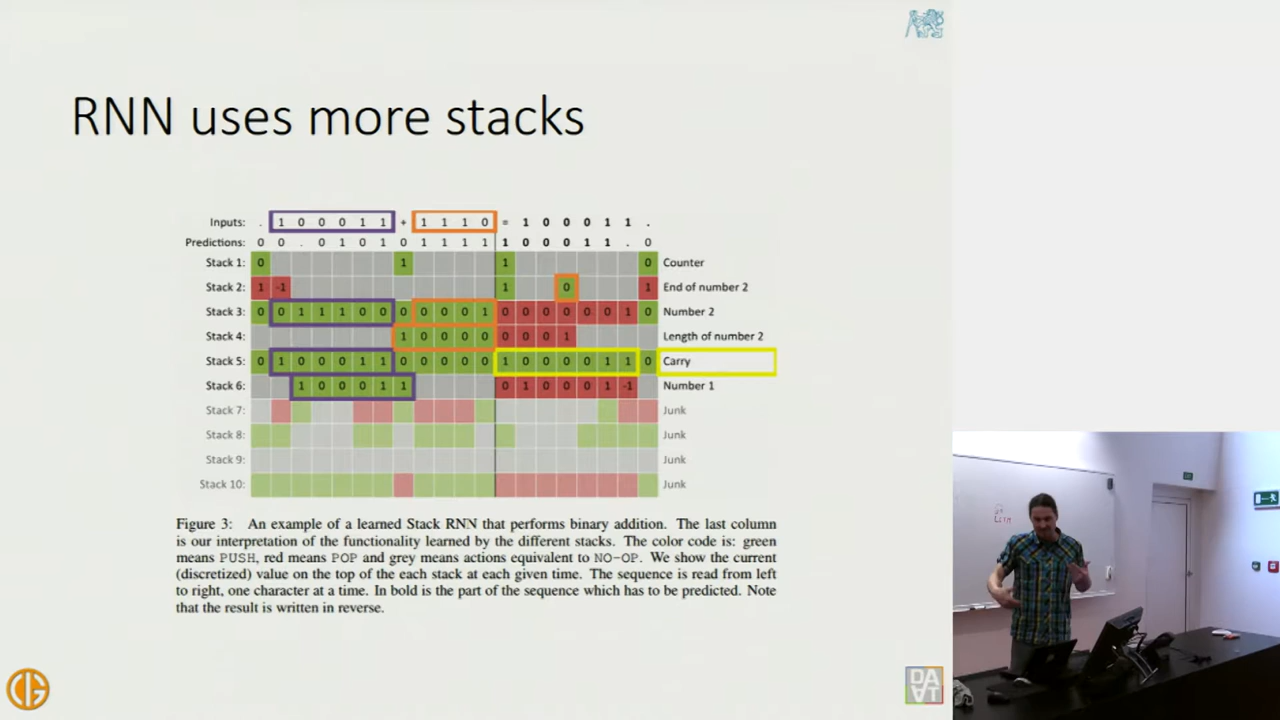 RNN uses more stacks
Inputs: . 1 0 0 0 1 1 + 1 1 1 0 = 1 0 0 0 1 1 .
Predictions: 0 0 . 0 1 0 1 0 1 1 1 1 1 0 0 0 1 1 . 0
Stack 1: 0 1 1 0 Counter
Stack 2: 1 -1 1 0 1 End of number 2
Stack 3: 0 0 1 1 1 0 0 0 0 0 0 1 0 0 0 0 0 0 1 0 Number 2
Stack 4: 1 0 0 0 0 0 0 0 1 Length of number 2
Stack 5: 0 1 0 0 0 1 1 0 0 0 0 0 1 0 0 0 0 1 1 0 Carry
Stack 6: 1 0 0 0 1 1 0 1 0 0 0 1 -1 Number 1
Stack 7: Junk
Stack 8: Junk
Stack 9: Junk
Stack 10: Junk
Figure 3: An example of a learned Stack RNN that performs binary addition. The last column
is our interpretation of the functionality learned by the different stacks. The color code is: green
means PUSH, red means POP and grey means actions equivalent to NO-OP. We show the current
(discretized) value on the top of the each stack at each given time. The sequence is read from left
to right, one character at a time. In bold is the part of the sequence which has to be predicted. Note
that the result is written in reverse.
DA
AT